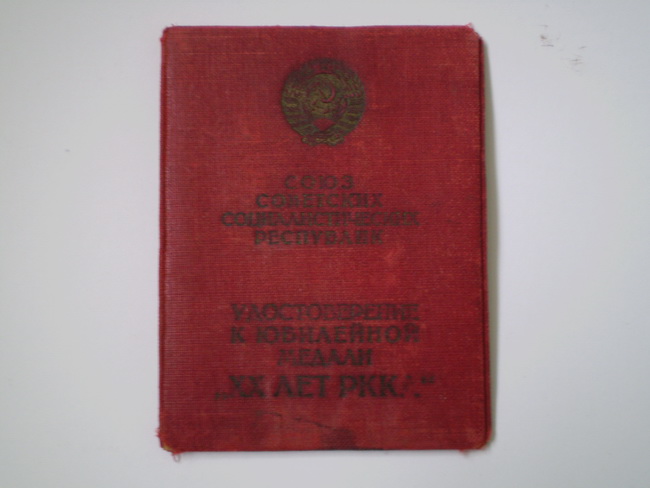 СОЮЗ
СОВЕТСКИХ
СОЦИАЛИСТИЧЕСКИХ
РЕСПУБЛИК
УДОСТОВЕРЕНИЕ
К ЮБИЛЕЙНОЙ
МЕДАЛИ
„XX ЛЕТ РККА"